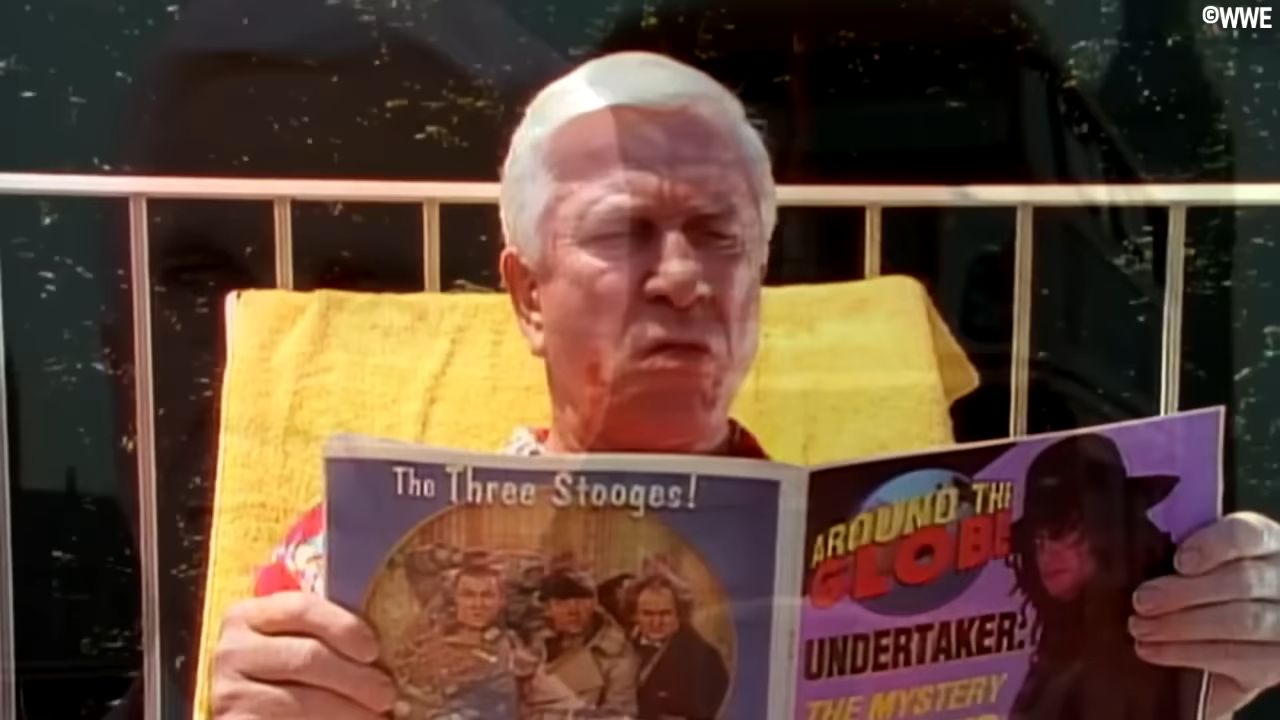 ©WWE
The Three Stooges!
AROUND THE
GLOBE
UNDERTAKER:
THE MYSTERY